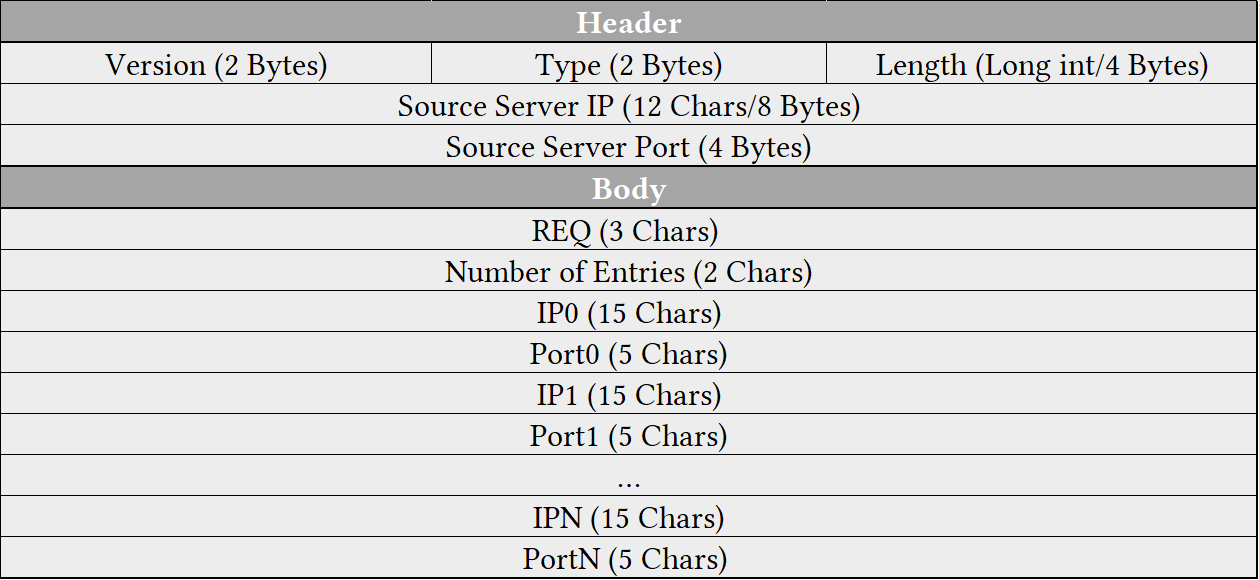 Header
Version (2 Bytes) Type (2 Bytes) Length (Long int/4 Bytes)
Source Server IP (12 Chars/8 Bytes)
Source Server Port (4 Bytes)
Body
REQ (3 Chars)
Number of Entries (2 Chars)
IP0 (15 Chars)
Port0 (5 Chars)
IP1 (15 Chars)
Port1 (5 Chars)
...
IPN (15 Chars)
PortN (5 Chars)